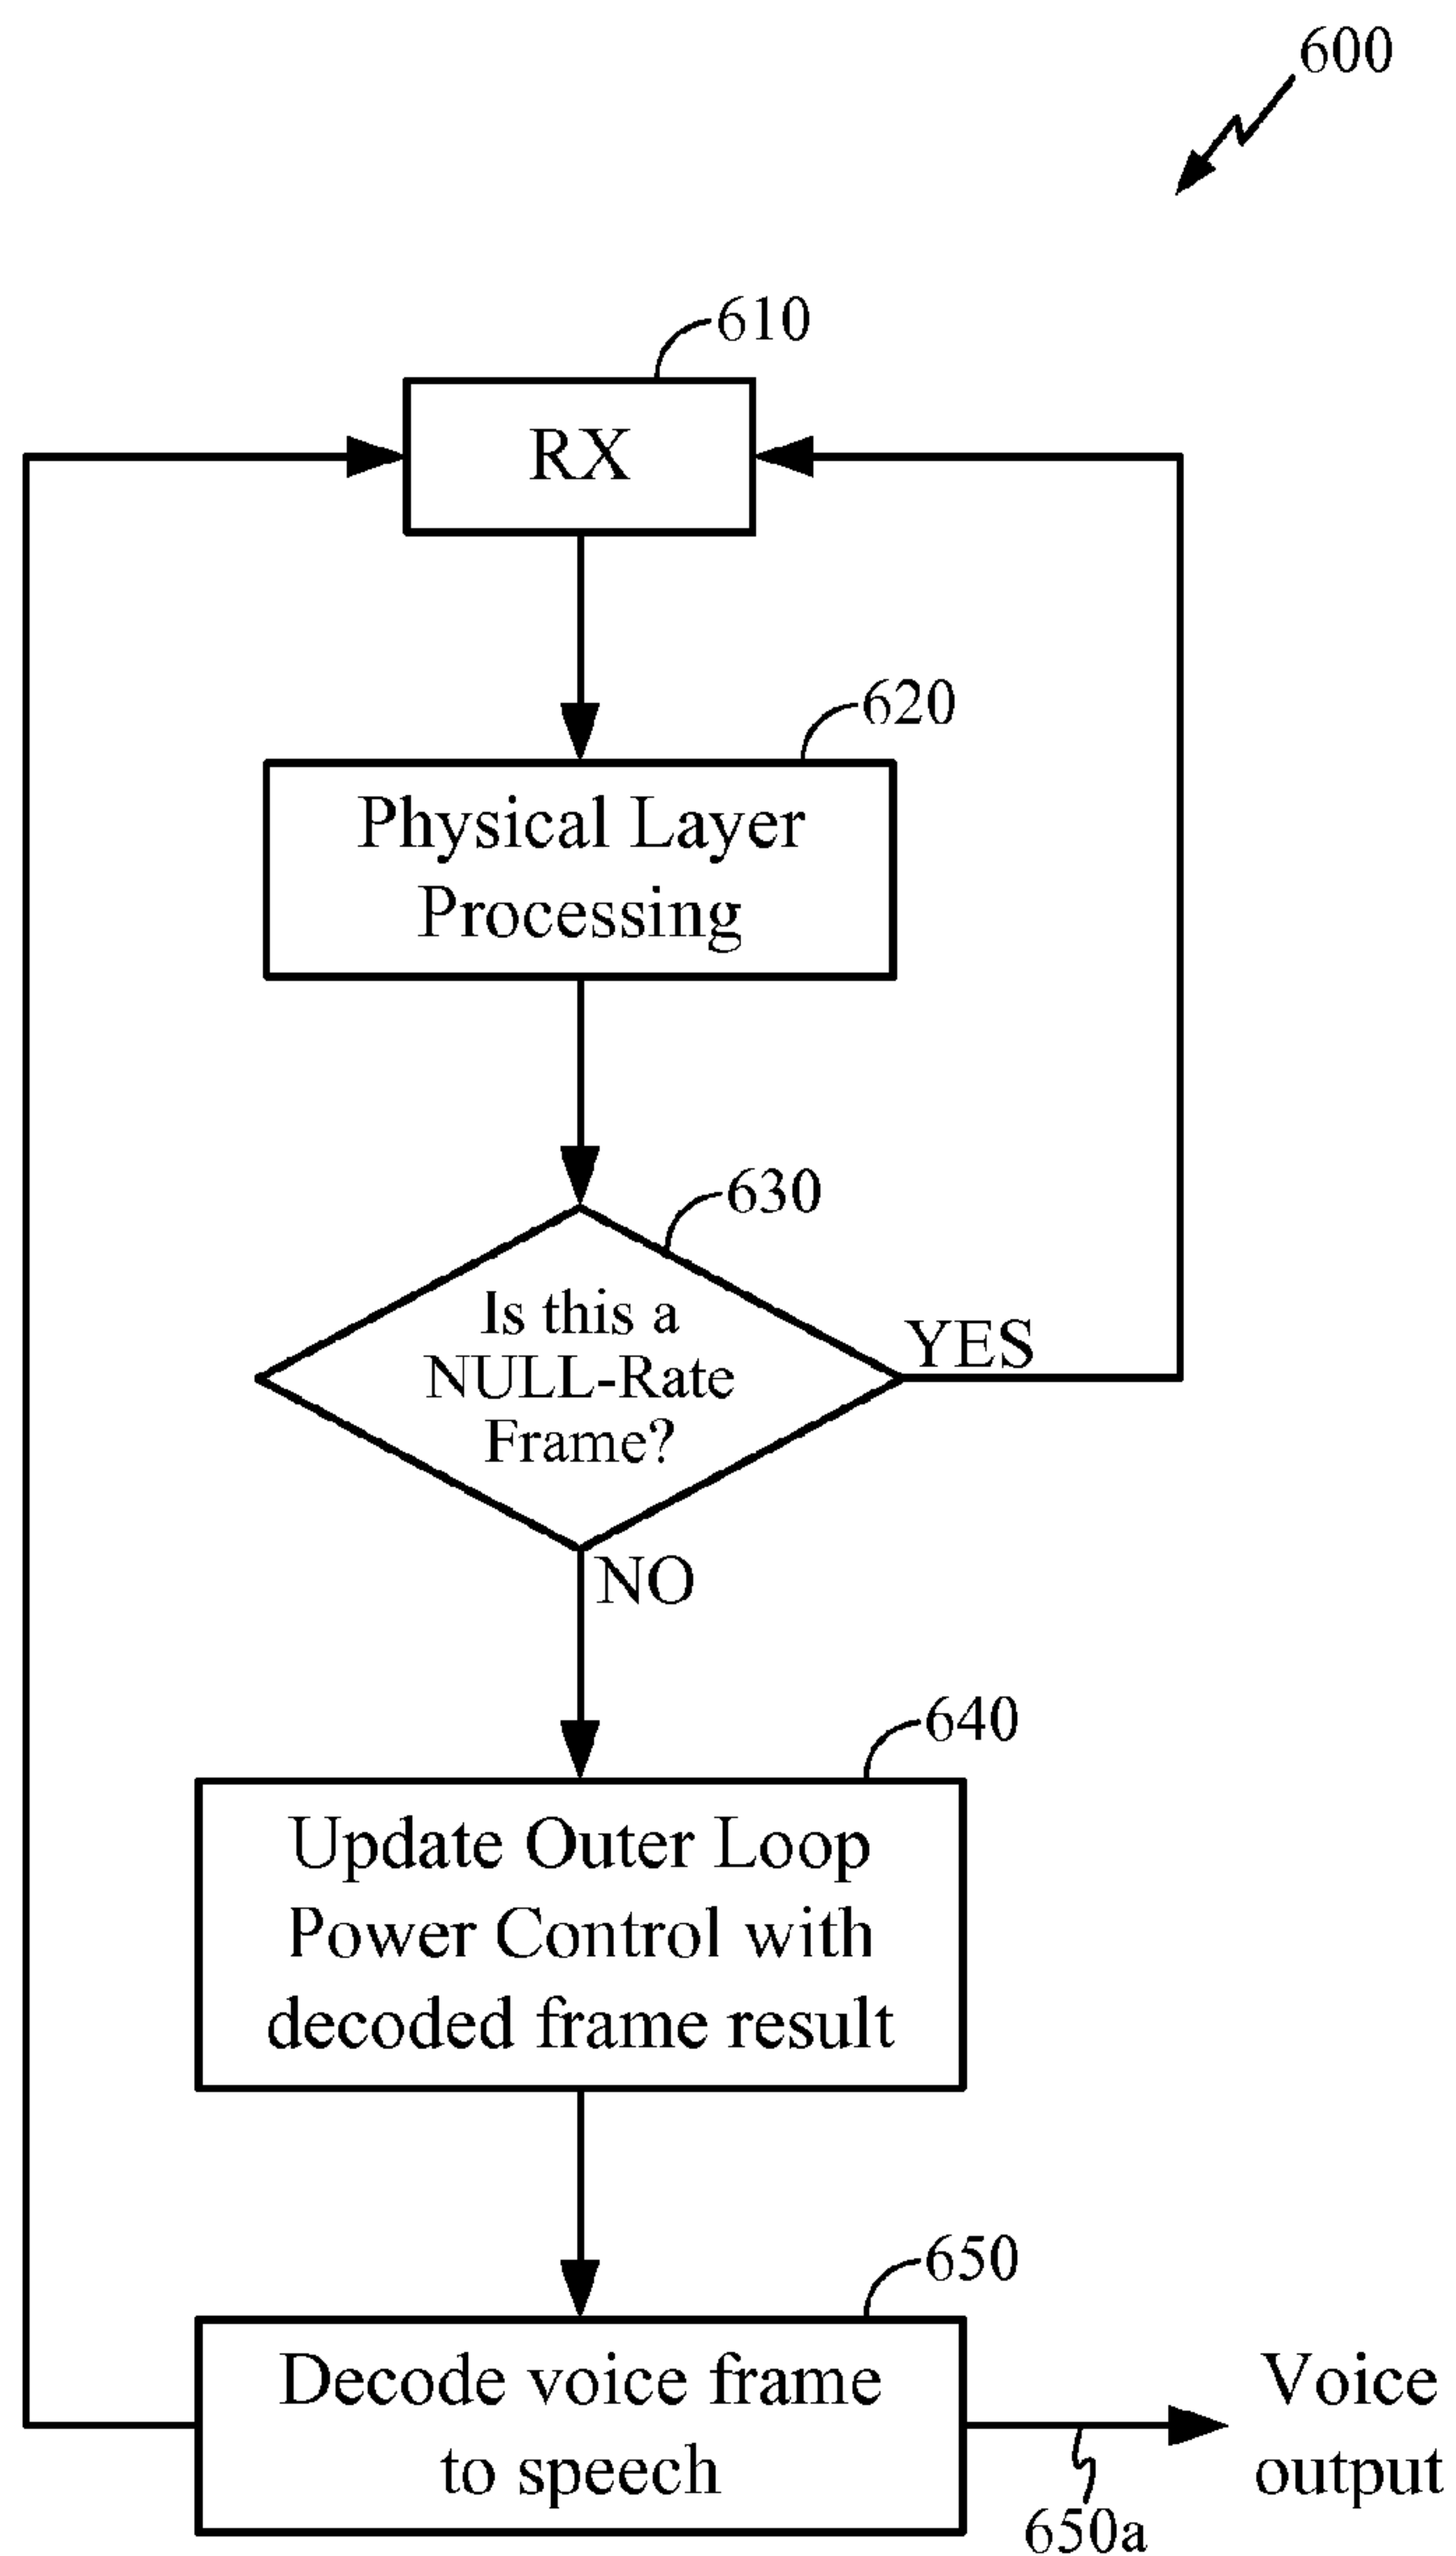 600
610
RX
620
Physical Layer
Processing
630
Is this a
NULL-Rate
Frame?
YES
NO
640
Update Outer Loop
Power Control with
decoded frame result
650
Decode voice frame
to speech
Voice
output
650a